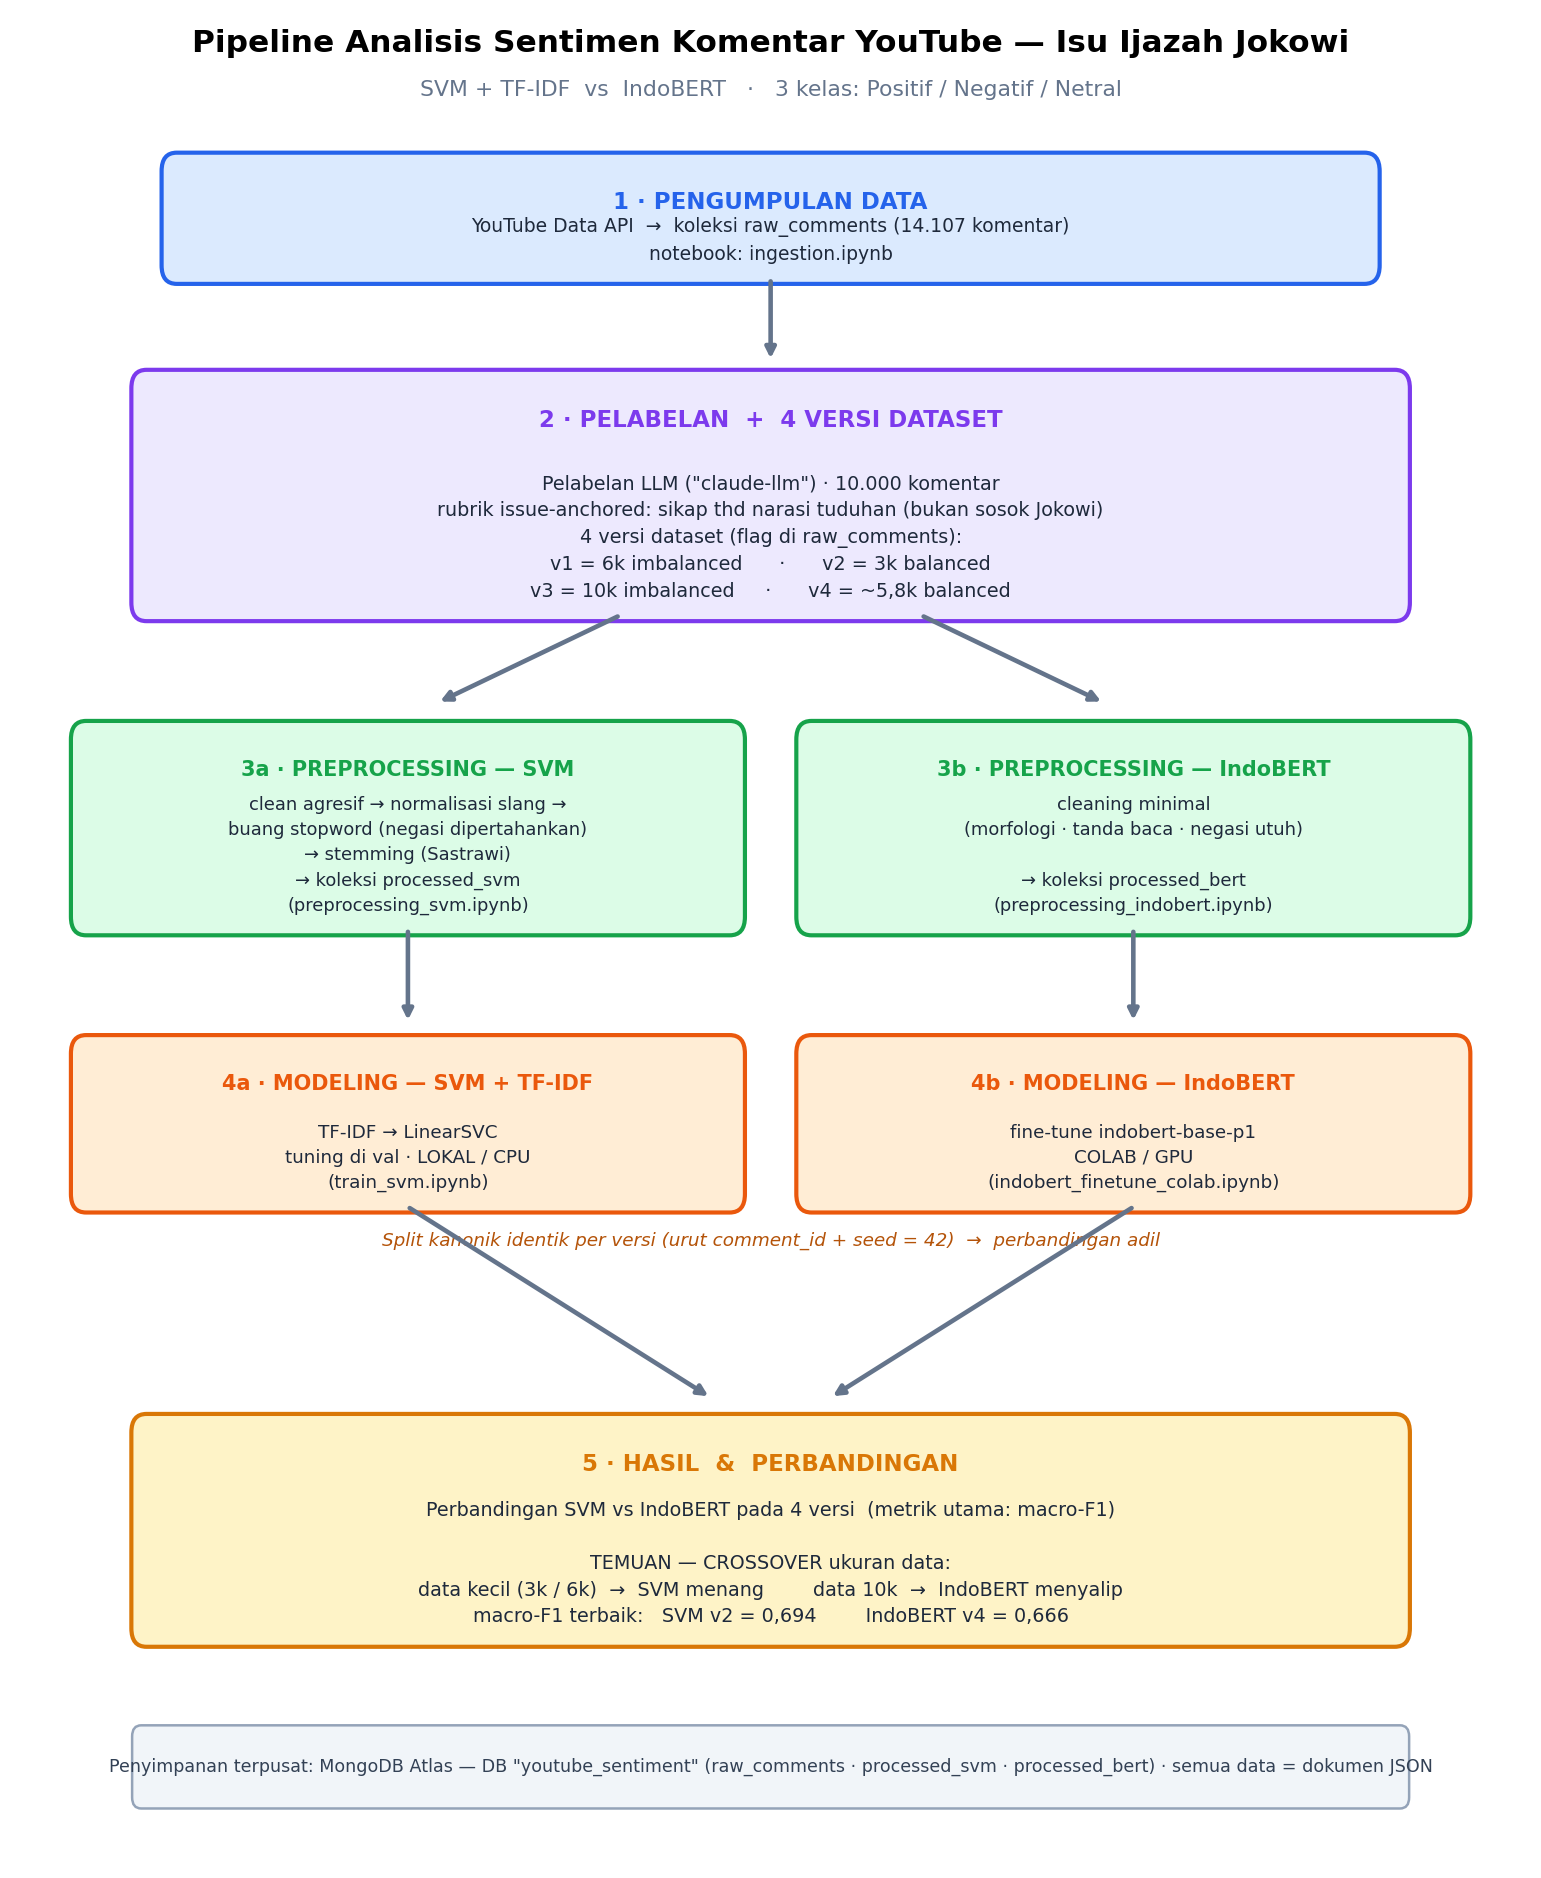 Pipeline Analisis Sentimen Komentar YouTube — Isu Ijazah Jokowi
SVM + TF-IDF vs IndoBERT · 3 kelas: Positif / Negatif / Netral
1 · PENGUMPULAN DATA
YouTube Data API → koleksi raw_comments (14.107 komentar)
notebook: ingestion.ipynb
2 · PELABELAN + 4 VERSI DATASET
Pelabelan LLM ("claude-llm") · 10.000 komentar
rubrik issue-anchored: sikap thd narasi tuduhan (bukan sosok Jokowi)
4 versi dataset (flag di raw_comments):
v1 = 6k imbalanced · v2 = 3k balanced
v3 = 10k imbalanced · v4 = ~5,8k balanced
3a · PREPROCESSING — SVM
clean agresif → normalisasi slang →
buang stopword (negasi dipertahankan)
→ stemming (Sastrawi)
→ koleksi processed_svm
(preprocessing_svm.ipynb)
3b · PREPROCESSING — IndoBERT
cleaning minimal
(morfologi · tanda baca · negasi utuh)
→ koleksi processed_bert
(preprocessing_indobert.ipynb)
4a · MODELING — SVM + TF-IDF
TF-IDF → LinearSVC
tuning di val · LOKAL / CPU
(train_svm.ipynb)
4b · MODELING — IndoBERT
fine-tune indobert-base-p1
COLAB / GPU
(indobert_finetune_colab.ipynb)
Split kanonik identik per versi (urut comment_id + seed = 42) → perbandingan adil
5 · HASIL & PERBANDINGAN
Perbandingan SVM vs IndoBERT pada 4 versi (metrik utama: macro-F1)
TEMUAN — CROSSOVER ukuran data:
data kecil (3k / 6k) → SVM menang data 10k → IndoBERT menyalip
macro-F1 terbaik: SVM v2 = 0,694 IndoBERT v4 = 0,666
Penyimpanan terpusat: MongoDB Atlas — DB "youtube_sentiment" (raw_comments · processed_svm · processed_bert) · semua data = dokumen JSON